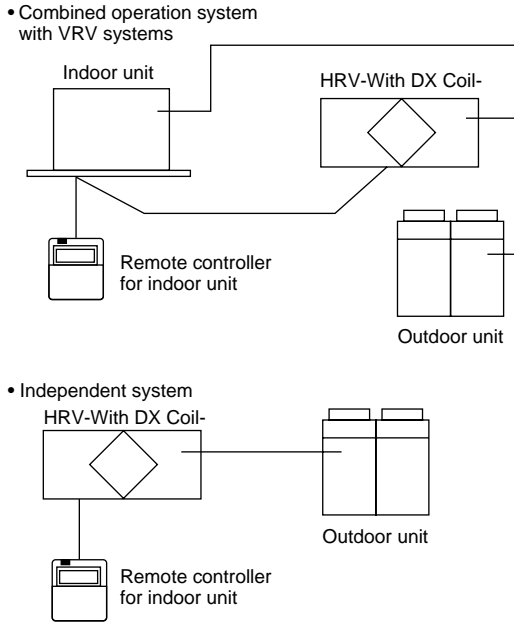 • Combined operation system
with VRV systems
Indoor unit
HRV-With DX Coil-
Remote controller
for indoor unit
Outdoor unit
• Independent system
HRV-With DX Coil-
Outdoor unit
Remote controller
for indoor unit